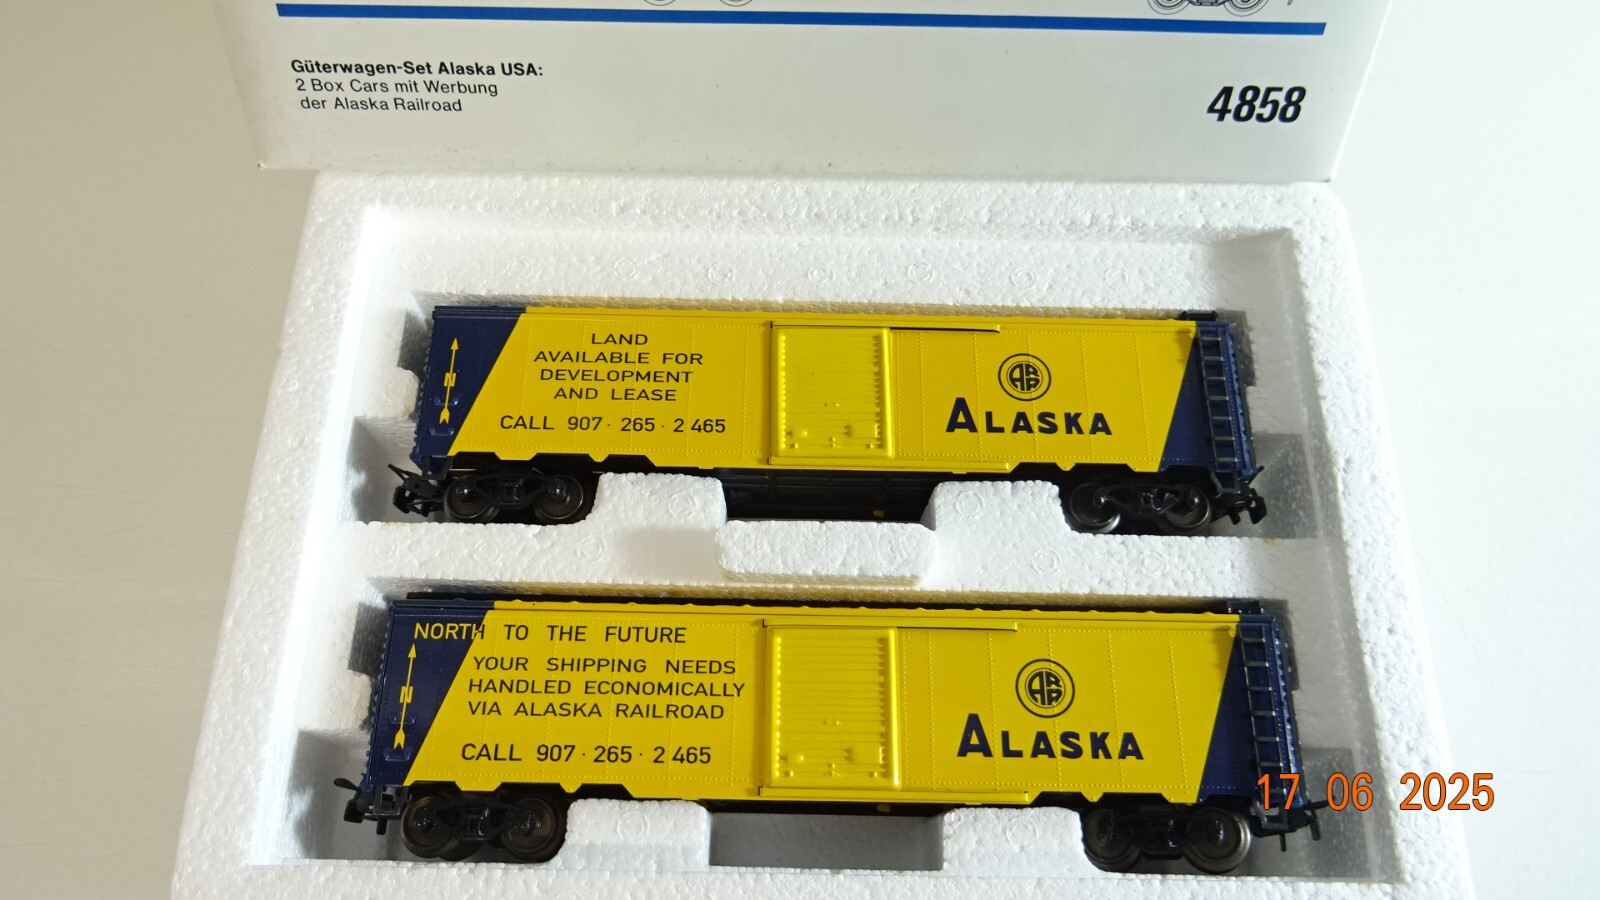 Güterwagen-Set Alaska USA:
2 Box Cars mit Werbung
der Alaska Railroad
4858
LAND
AVAILABLE FOR
DEVELOPMENT
AND LEASE
CALL 907 · 265 · 2 465
N
ARR
ALASKA
NORTH TO THE FUTURE
YOUR SHIPPING NEEDS
HANDLED ECONOMICALLY
VIA ALASKA RAILROAD
CALL 907 · 265 · 2 465
N
ARR
ALASKA
17 06 2025